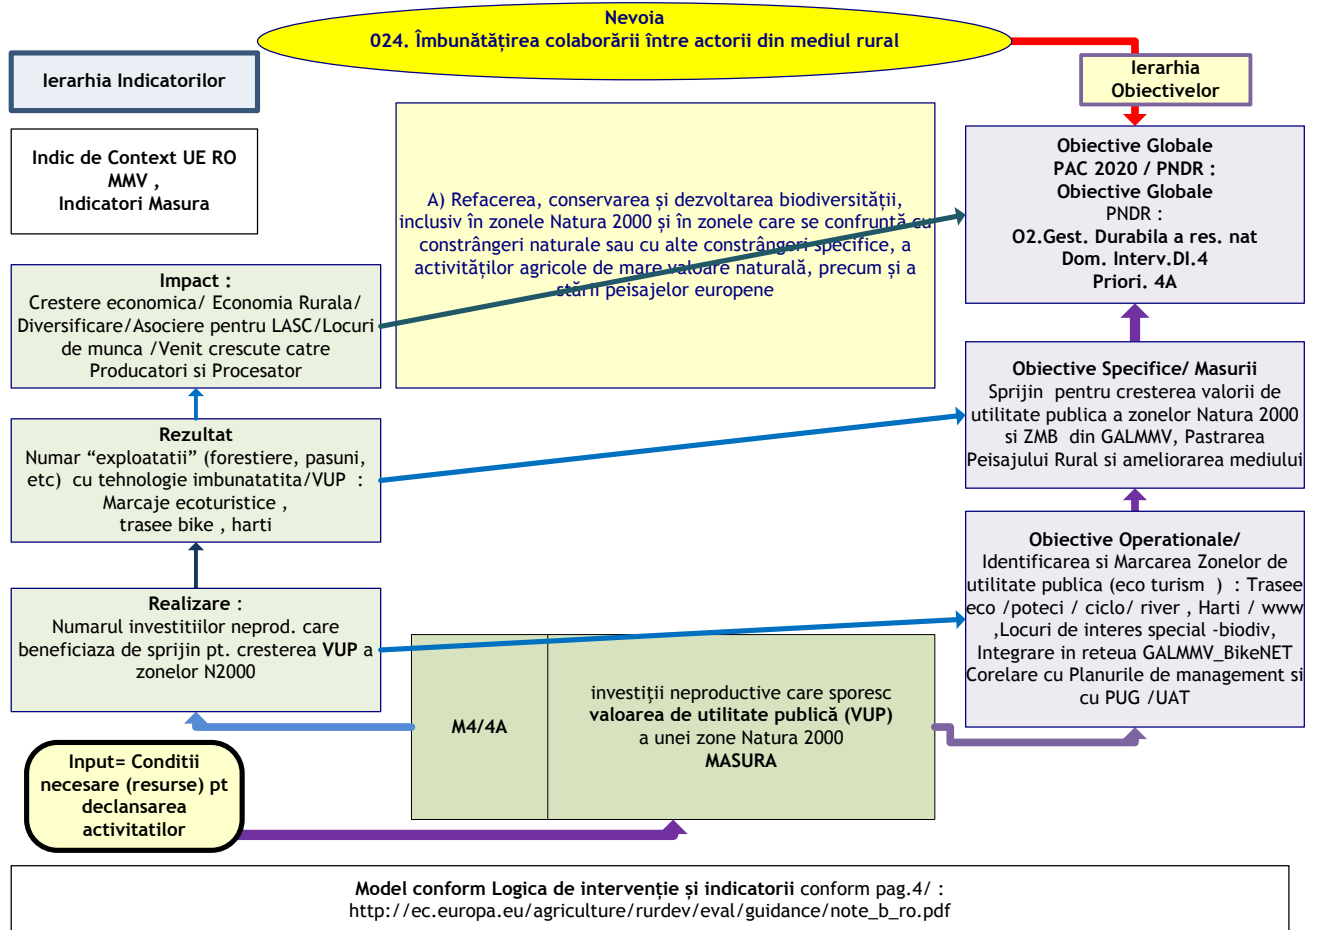 Nevoia
024. Îmbunătățirea colaborării între actorii din mediul rural
Ierarhia Indicatorilor
Ierarhia
Obiectivelor
Indic de Context UE RO
MMV ,
Indicatori Masura
A) Refacerea, conservarea și dezvoltarea biodiversității,
inclusiv în zonele Natura 2000 și în zonele care se confruntă cu
constrângeri naturale sau cu alte constrângeri specifice, a
activităților agricole de mare valoare naturală, precum și a
stării peisajelor europene
Obiective Globale
PAC 2020 / PNDR :
Obiective Globale
PNDR :
O2.Gest. Durabila a res. nat
Dom. Interv.DI.4
Priori. 4A
Impact :
Crestere economica/ Economia Rurala/
Diversificare/Asociere pentru LASC/Locuri
de munca /Venit crescute catre
Producatori si Procesator
Obiective Specifice/ Masurii
Sprijin pentru cresterea valorii de
utilitate publica a zonelor Natura 2000
si ZMB din GALMMV, Pastrarea
Peisajului Rural si ameliorarea mediului
Rezultat
Numar “exploatatii” (forestiere, pasuni,
etc) cu tehnologie imbunatatita/VUP :
Marcaje ecoturistice ,
trasee bike , harti
Obiective Operationale/
Identificarea si Marcarea Zonelor de
utilitate publica (eco turism ) : Trasee
eco /poteci / ciclo/ river , Harti / www
,Locuri de interes special -biodiv,
Integrare in reteua GALMMV_BikeNET
Corelare cu Planurile de management si
cu PUG /UAT
Realizare :
Numarul investitiilor neprod. care
beneficiaza de sprijin pt. cresterea VUP a
zonelor N2000
M4/4A
investiții neproductive care sporesc
valoarea de utilitate publică (VUP)
a unei zone Natura 2000
MASURA
Input= Conditii
necesare (resurse) pt
declansarea
activitatilor
Model conform Logica de intervenție și indicatorii conform pag.4/ :
http://ec.europa.eu/agriculture/rurdev/eval/guidance/note_b_ro.pdf